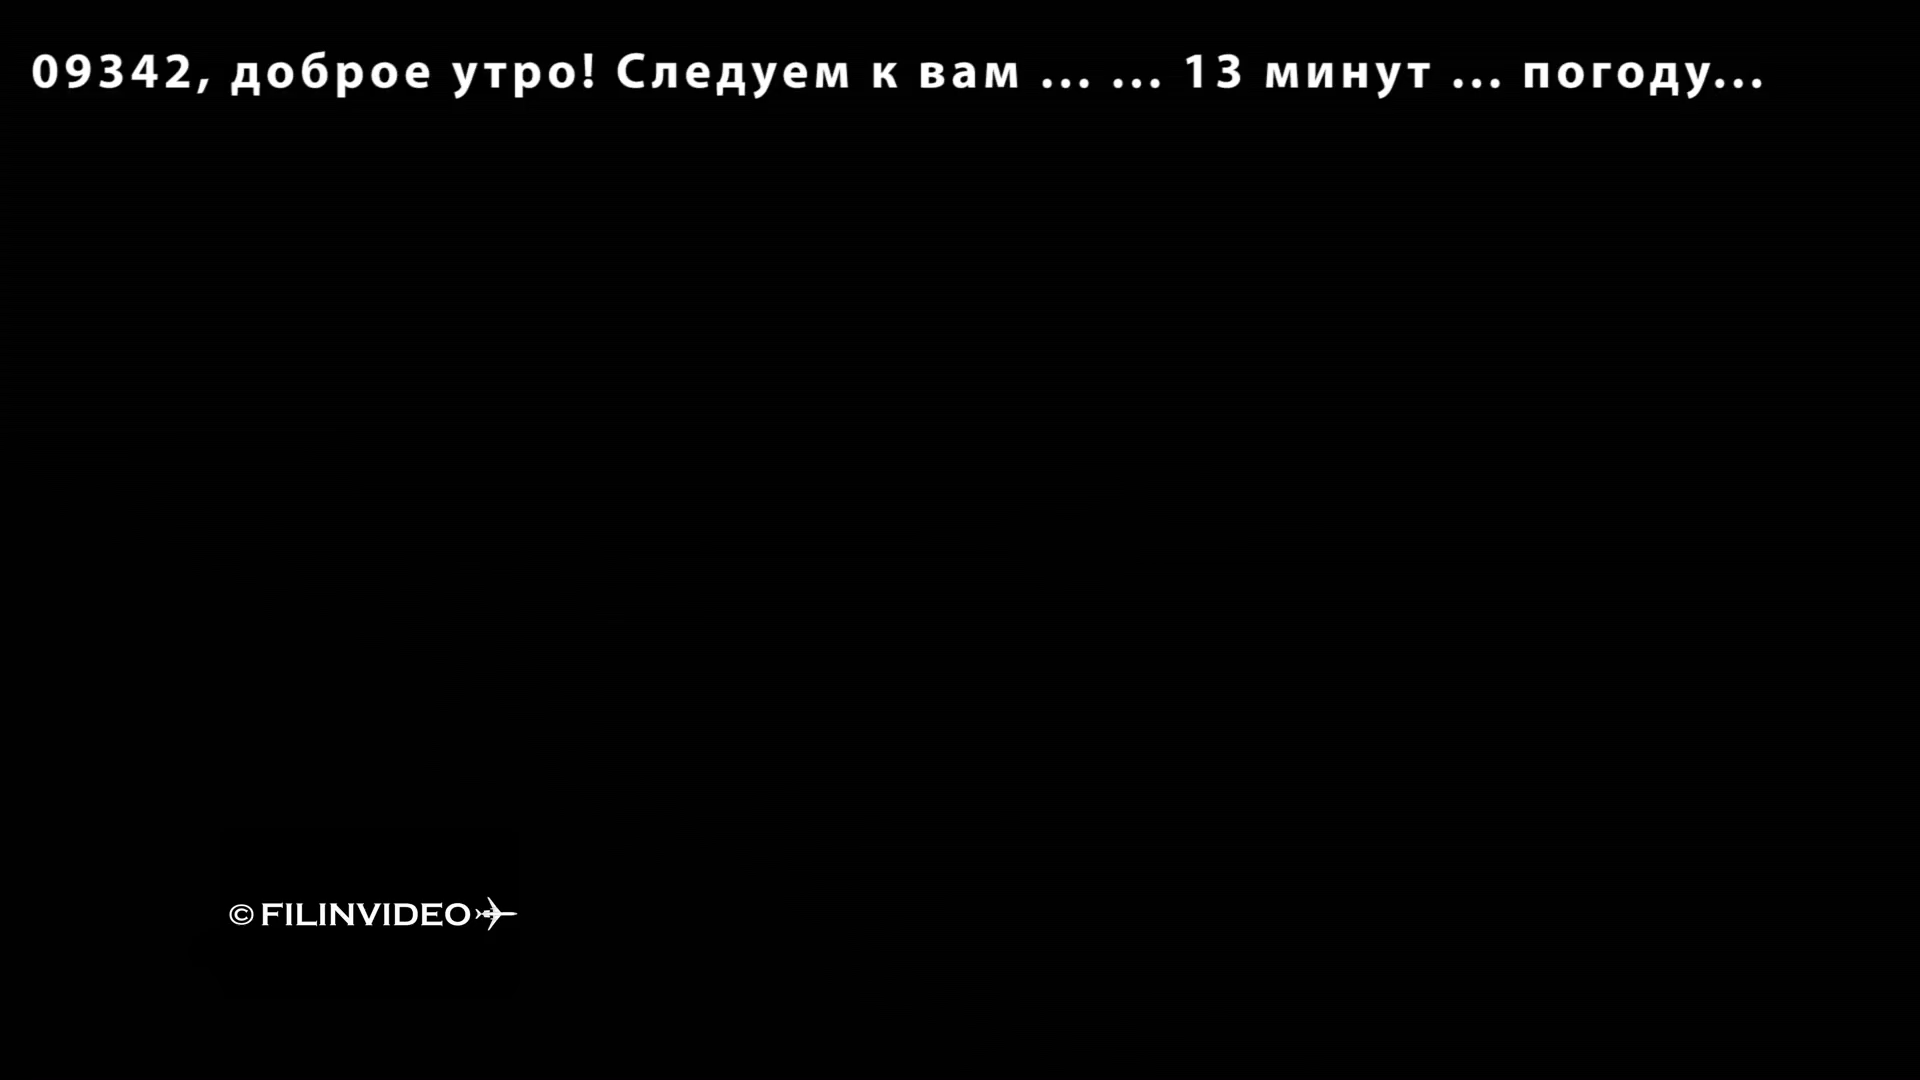 09342, доброе утро! Следуем к вам ... ... 13 минут ... погоду...
© FILINVIDEO